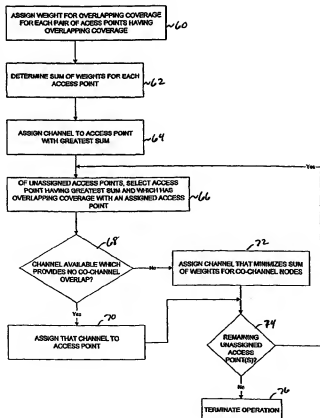 ASSIGN WEIGHT FOR OVERLAPPING COVERAGE
FOR EACH PAIR OF ACESS POINTS HAVING
OVERLAPPING COVERAGE
60
DETERMINE SUM OF WEIGHTS FOR EACH
ACCESS POINT
62
ASSIGN CHANNEL TO ACCESS POINT
WITH GREATEST SUM
64
Yes
OF UNASSIGNED ACCESS POINTS, SELECT ACCESS
POINT HAVING GREATEST SUM AND WHICH HAS
OVERLAPPING COVERAGE WITH AN ASSIGNED ACCESS
POINT
66
68
CHANNEL AVAILABLE WHICH
PROVIDES NO CO-CHANNEL
OVERLAP?
No
72
ASSIGN CHANNEL THAT MINIMIZES SUM
OF WEIGHTS FOR CO-CHANNEL NODES
Yes
70
ASSIGN THAT CHANNEL TO
ACCESS POINT
74
REMAINING
UNASSIGNED
ACCESS
POINT(S)?
No
76
TERMINATE OPERATION